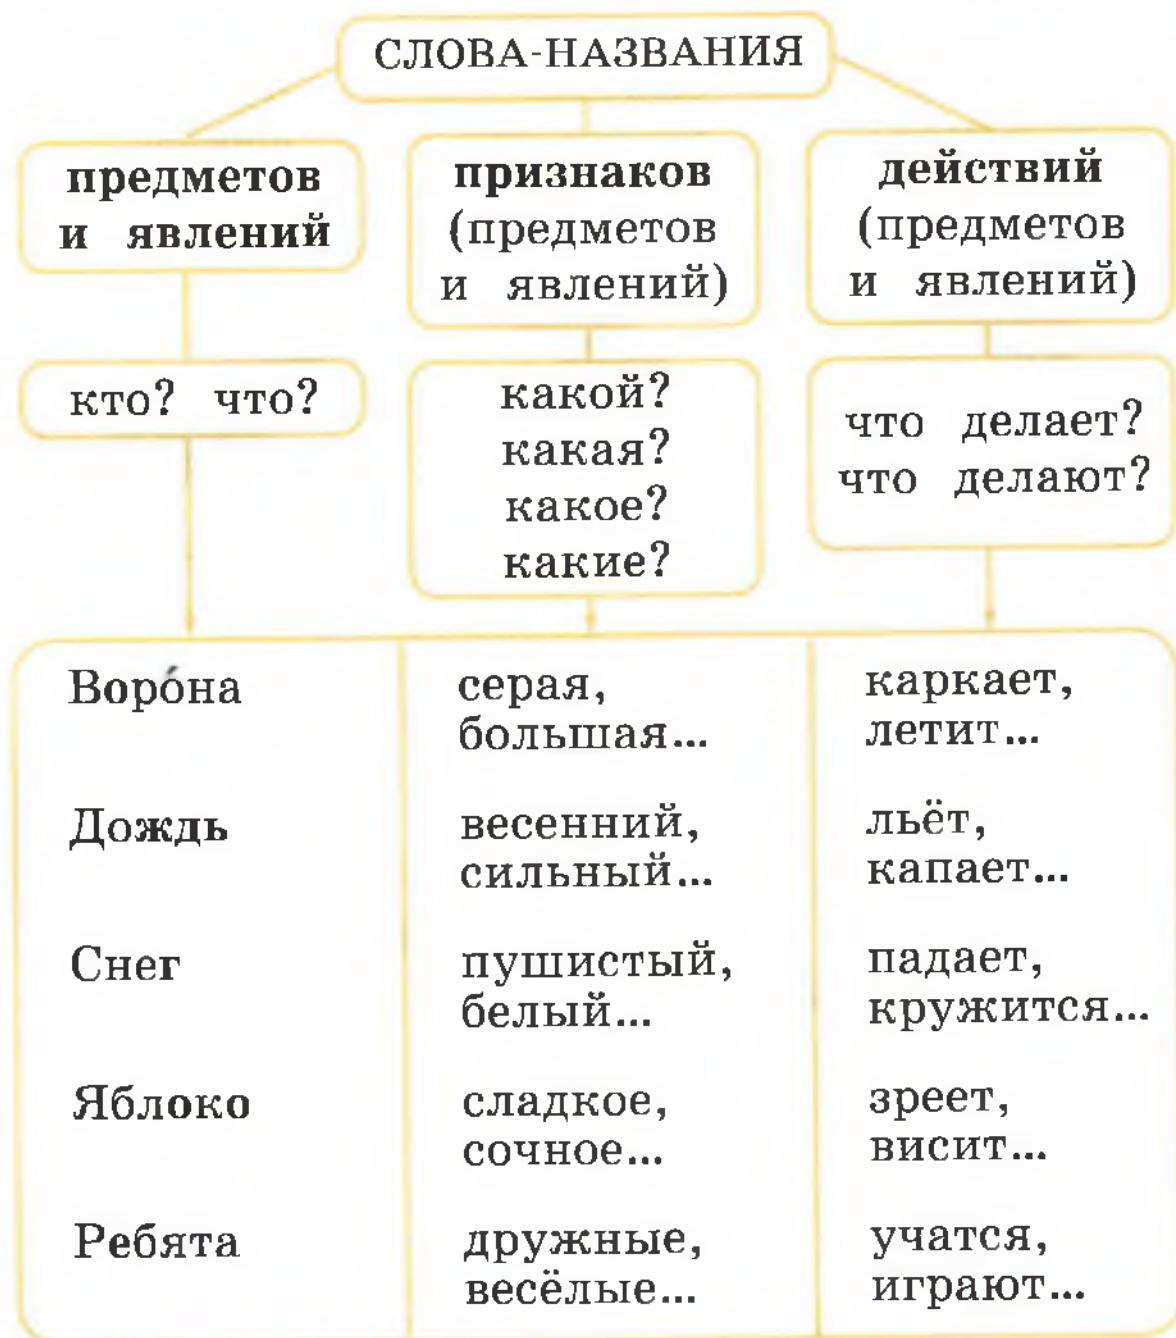 СЛОВА-НАЗВАНИЯ
предметов
и явлений
признаков
(предметов
и явлений)
действий
(предметов
и явлений)
кто? что?
какой?
какая?
какое?
какие?
что делает?
что делают?
Воро́на
серая,
большая...
каркает,
летит...
Дождь
весенний,
сильный...
льёт,
капает...
Снег
пушистый,
белый...
падает,
кружится...
Яблоко
сладкое,
сочное...
зреет,
висит...
Ребята
дружные,
весёлые...
учатся,
играют...